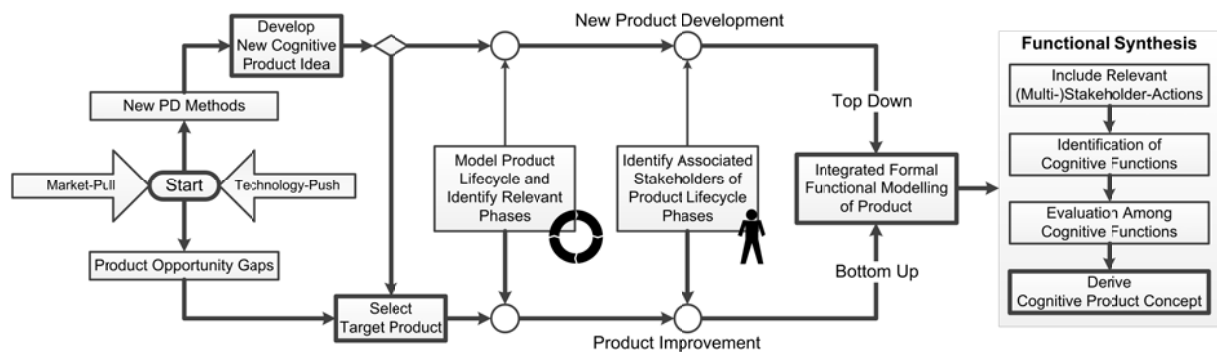 New Product Development
Develop
New Cognitive
Product Idea
New PD Methods
Market-Pull
Start
Technology-Push
Product Opportunity Gaps
Select
Target Product
Model Product
Lifecycle and
Identify Relevant
Phases
Identify Associated
Stakeholders of
Product Lifecycle
Phases
Product Improvement
Top Down
Integrated Formal
Functional Modelling
of Product
Bottom Up
Functional Synthesis
Include Relevant
(Multi-)Stakeholder-Actions
Identification of
Cognitive Functions
Evaluation Among
Cognitive Functions
Derive
Cognitive Product Concept